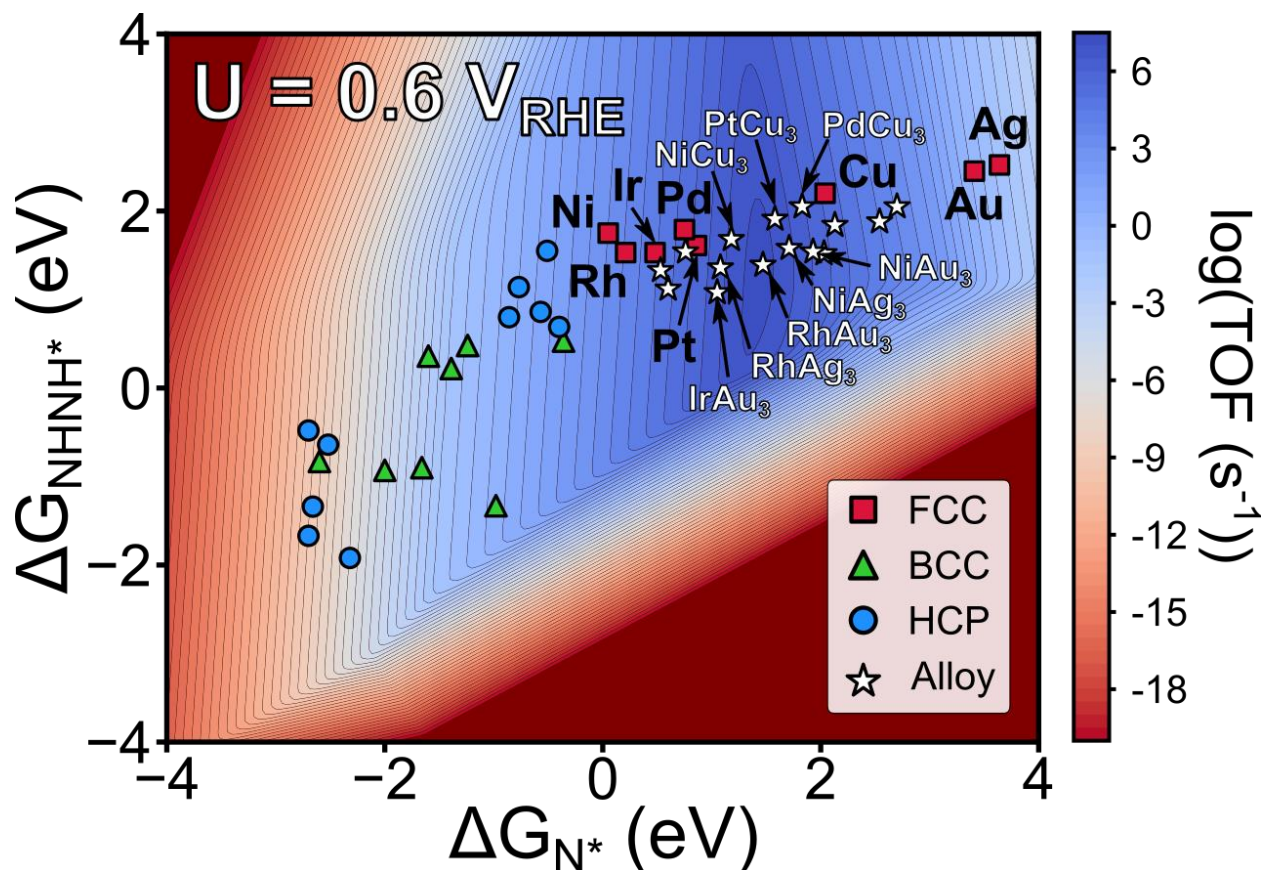 U = 0.6 V_RHE
ΔG_NHNH* (eV)
4
2
0
−2
−4
−4
−2
0
2
4
ΔG_N* (eV)
PtCu₃
PdCu₃
NiCu₃
Ag
Ni
Ir
Pd
Cu
Au
Rh
Pt
NiAu₃
NiAg₃
RhAu₃
RhAg₃
IrAu₃
FCC
BCC
HCP
Alloy
6
3
0
-3
-6
-9
-12
-15
-18
log(TOF (s⁻¹))